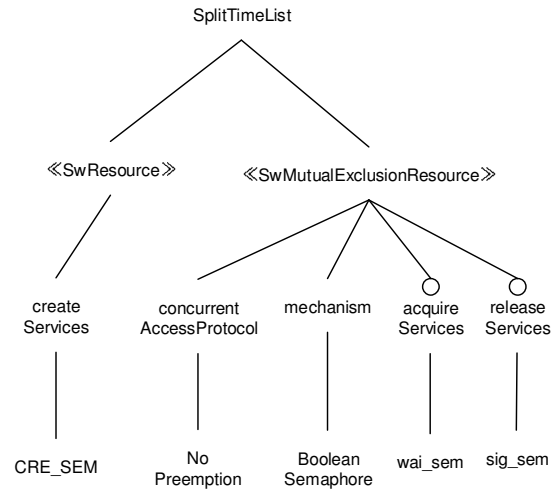 SplitTimeList
≪SwResource≫ ≪SwMutualExclusionResource≫
create Services
concurrent AccessProtocol
mechanism
acquire Services
release Services
CRE_SEM
No Preemption
Boolean Semaphore
wai_sem
sig_sem